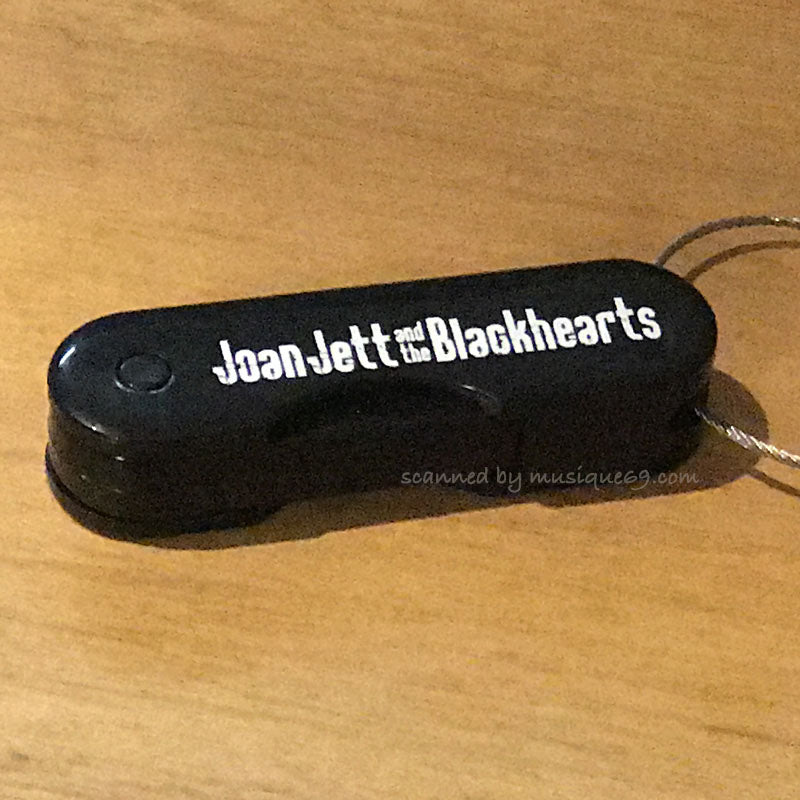 Joan Jett and the Blackhearts
scanned by musique69.com